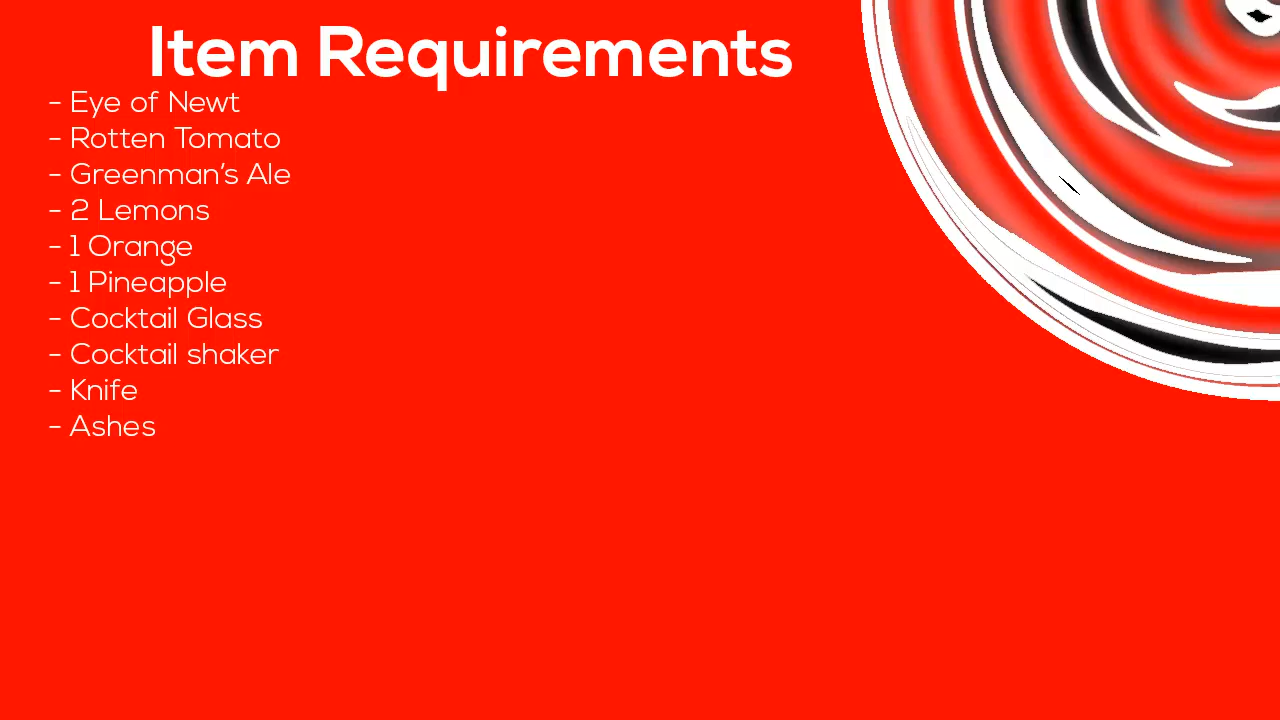 Item Requirements
- Eye of Newt
- Rotten Tomato
- Greenman's Ale
- 2 Lemons
- 1 Orange
- 1 Pineapple
- Cocktail Glass
- Cocktail shaker
- Knife
- Ashes